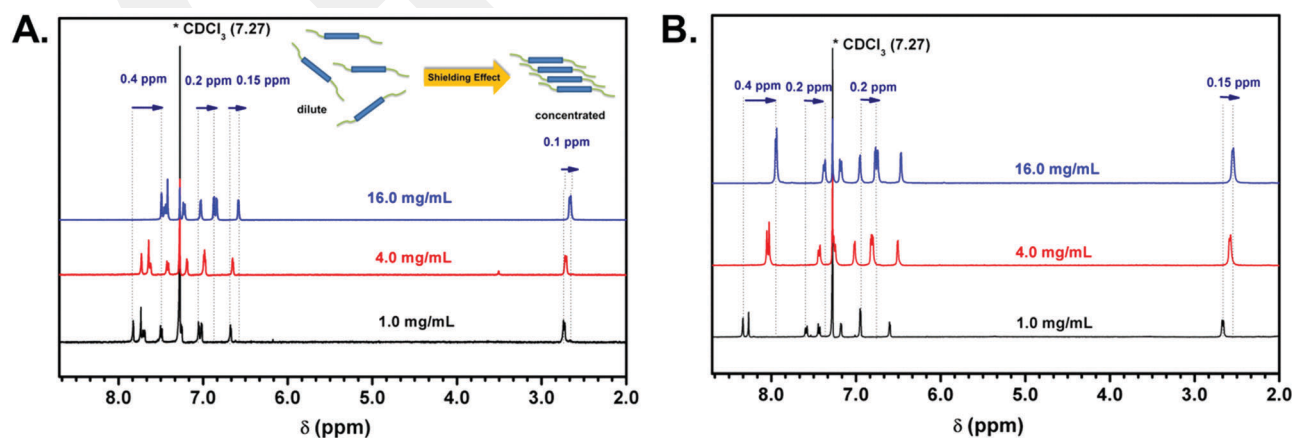 A.
* CDCl3 (7.27)
0.4 ppm
0.2 ppm
0.15 ppm
dilute
Shielding Effect
concentrated
0.1 ppm
16.0 mg/mL
4.0 mg/mL
1.0 mg/mL
8.0 7.0 6.0 5.0 4.0 3.0 2.0
δ (ppm)
B.
* CDCl3 (7.27)
0.4 ppm
0.2 ppm
0.2 ppm
0.15 ppm
16.0 mg/mL
4.0 mg/mL
1.0 mg/mL
8.0 7.0 6.0 5.0 4.0 3.0 2.0
δ (ppm)